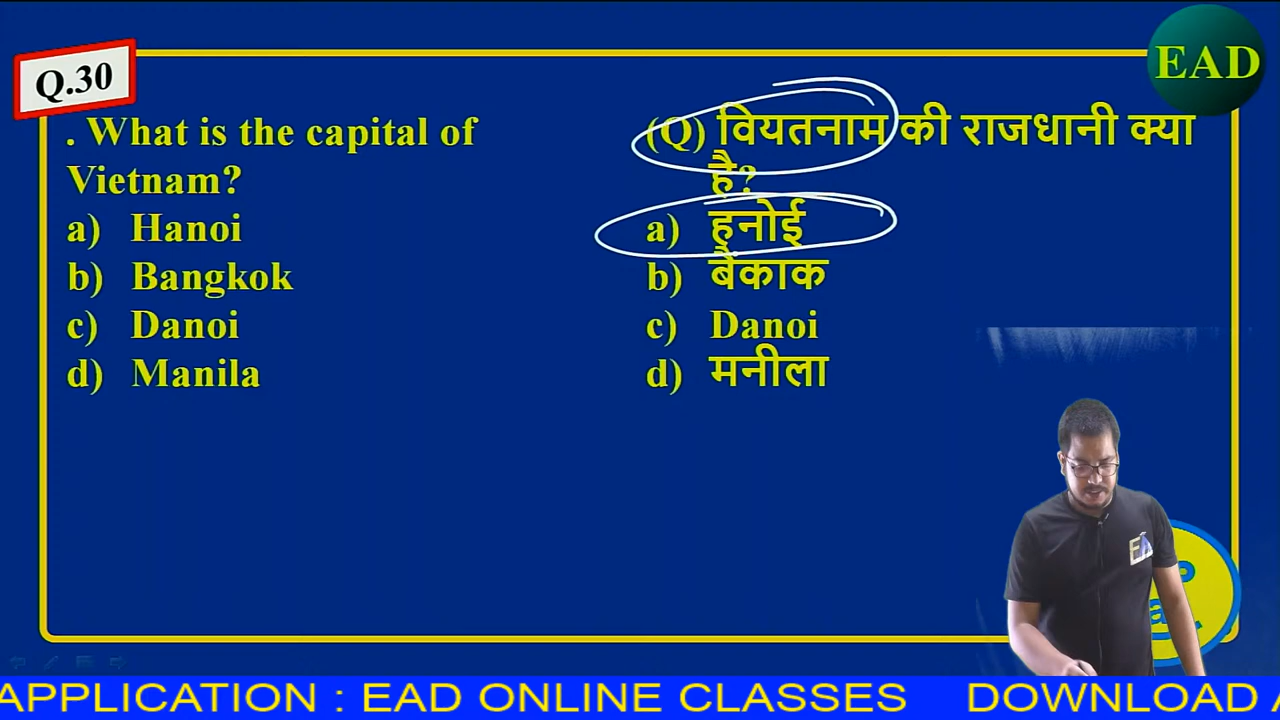 Q.30
EAD
. What is the capital of
Vietnam?
a) Hanoi
b) Bangkok
c) Danoi
d) Manila
(Q) वियतनाम की राजधानी क्या
है?
a) हनोई
b) बैंकाक
c) Danoi
d) मनीला
APPLICATION : EAD ONLINE CLASSES DOWNLOAD